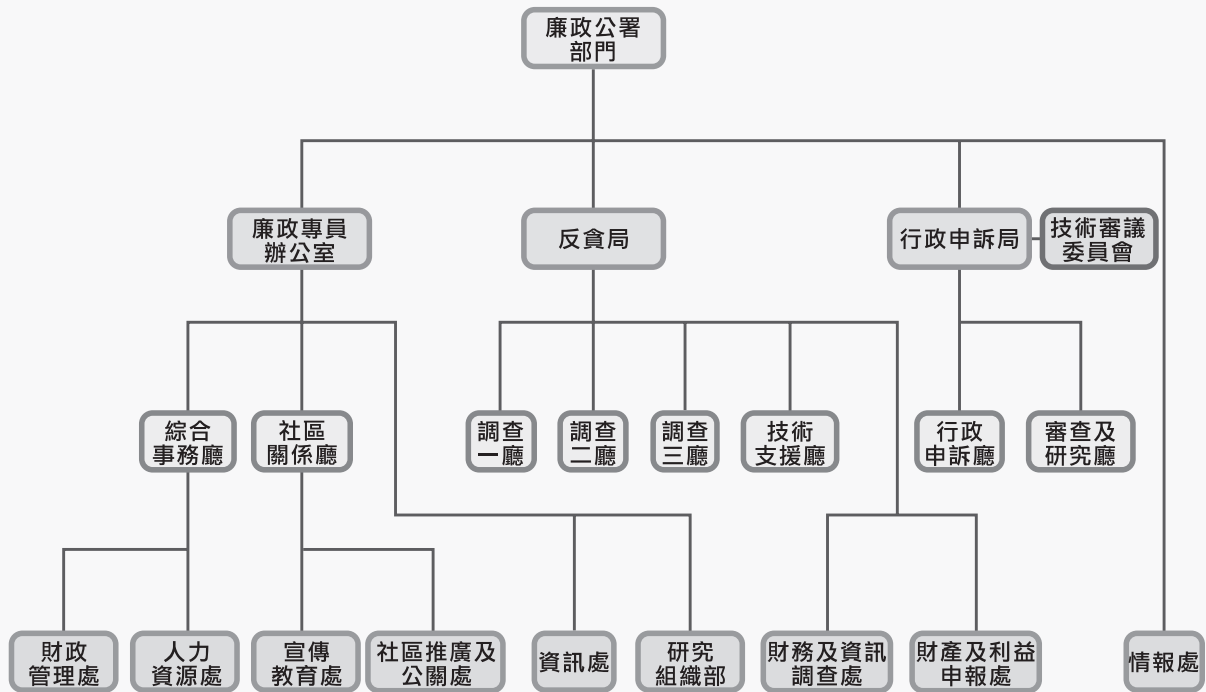 廉政公署
部門
廉政專員
辦公室
反貪局
行政申訴局
技術審議
委員會
綜合
事務廳
社區
關係廳
調查
一廳
調查
二廳
調查
三廳
技術
支援廳
行政
申訴廳
審查及
研究廳
財政
管理處
人力
資源處
宣傳
教育處
社區推廣及
公關處
資訊處
研究
組織部
財務及資訊
調查處
財產及利益
申報處
情報處